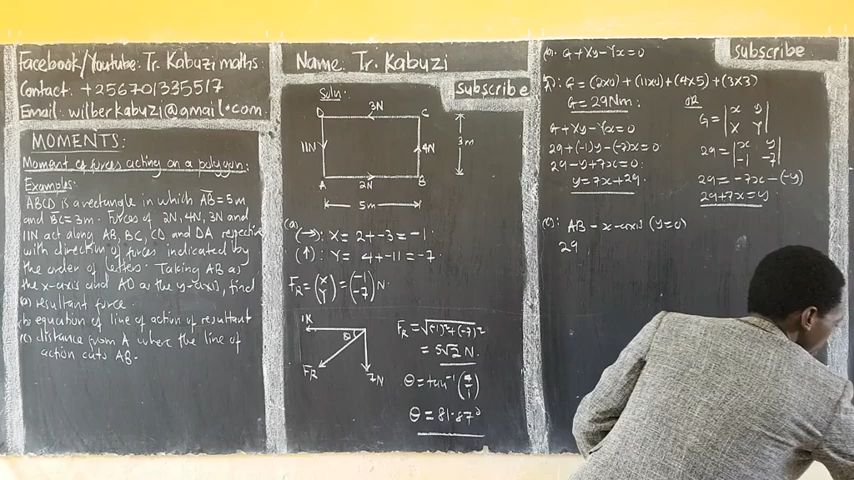 Facebook/Youtube: Tr. Kabuzi maths:
Contact: +256701335517
Email: wilberkabuzi@gmail.com
MOMENTS:
Moment of forces acting on a polygon:
Examples:
ABCD is a rectangle in which AB = 5m
and BC = 3m. Forces of 2N, 4N, 3N and
11N act along AB, BC, CD and DA respective
with direction of forces indicated
by the order of letters. Taking AB as
the x-axis and AD as the y-axis, find
(a) resultant force.
(b) equation of line of action of resultant
(c) distance from A where the line of
action cuts AB.
Name: Tr. Kabuzi
subscribe
Soln:
D 3N C
11N 4N 3m
A 2N B
5m
(a)
(→): X = 2 + -3 = -1
(↑): Y = 4 + -11 = -7
FR = (X Y) = (-1 -7) N
1N
θ
FR 7N
FR = √(-1)² + (-7)²
= 5√2 N.
θ = tan⁻¹ (7/1)
θ = 81.87°
subscribe
G + Xy - Yx = 0
G = (2x0) + (11x0) + (4x5) + (3x3)
G = 29Nm.
G + Xy - Yx = 0
29 + (-1)y - (-7)x = 0
29 - y + 7x = 0
y = 7x + 29
OR
G = |x y|
|X Y|
29 = |x y|
|-1 -7|
29 = -7x - (-y)
29 + 7x = y
(c): AB - x-axis (y=0)
29